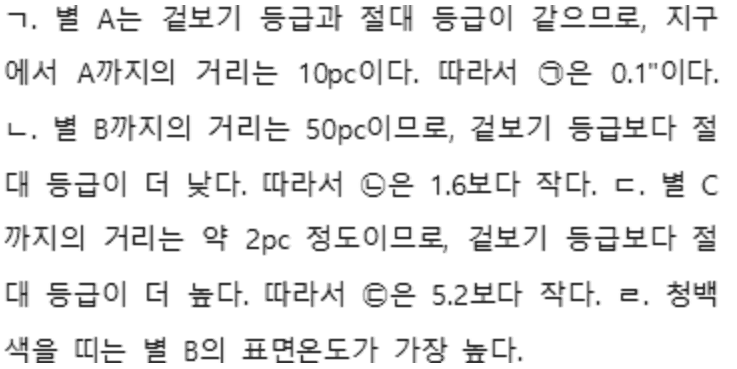 ㄱ. 별 A는 겉보기 등급과 절대 등급이 같으므로, 지구
에서 A까지의 거리는 10pc이다. 따라서 ㉠은 0.1"이다.
ㄴ. 별 B까지의 거리는 50pc이므로, 겉보기 등급보다 절
대 등급이 더 낮다. 따라서 ㉡은 1.6보다 작다. ㄷ. 별 C
까지의 거리는 약 2pc 정도이므로, 겉보기 등급보다 절
대 등급이 더 높다. 따라서 ㉢은 5.2보다 작다. ㄹ. 청백
색을 띠는 별 B의 표면온도가 가장 높다.